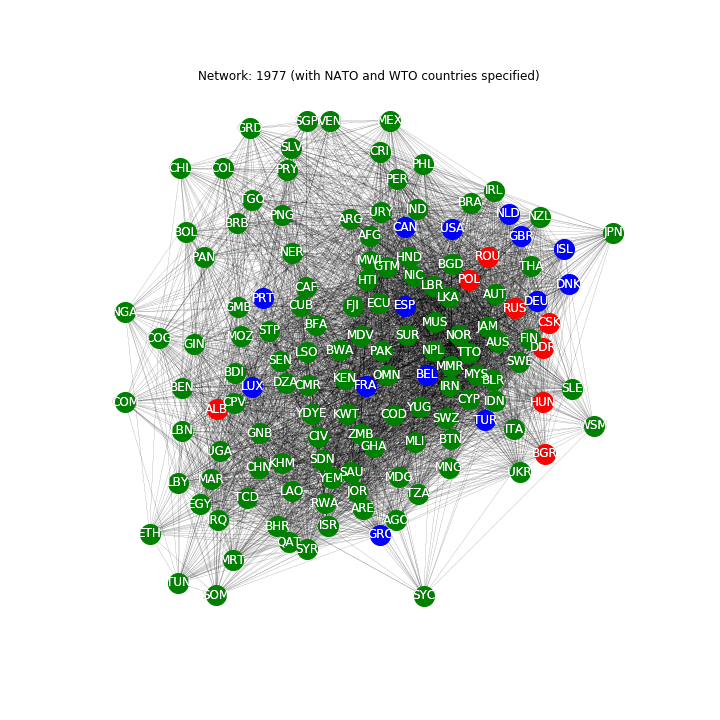 Network: 1977 (with NATO and WTO countries specified)
GRD
SGP
VEN
MEX
SLV
CRI
CHL
COL
PRY
PHL
PER
IRL
TGO
PNG
ARG
URY
IND
BRA
NLD
NZL
BOL
BRB
AFG
CAN
USA
GBR
JPN
PAN
NER
MWI
GTM
HND
BGD
ROU
ISL
THA
HTI
NIC
LBR
POL
DNK
CAF
LKA
AUT
DEU
NGA
GMB
PRT
CUB
FJI
ECU
ESP
RUS
COG
GIN
MOZ
STP
BFA
MDV
SUR
MUS
NOR
JAM
AUS
CSK
FIN
DDR
SEN
LSO
BWA
PAK
NPL
TTO
SWE
BEN
BDI
LUX
DZA
CMR
KEN
FRA
OMN
BEL
MMR
IRN
MYS
BLR
SLE
COM
ALB
CPV
YDYE
KWT
COD
YUG
CYP
IDN
HUN
LBN
GNB
CIV
ZMB
GHA
MLI
SWZ
BTN
TUR
ITA
WSM
UGA
CHN
KHM
SDN
SAU
MDG
MNG
UKR
BGR
LBY
MAR
TCD
LAO
YEM
JOR
TZA
EGY
IRQ
RWA
ARE
AGO
ETH
BHR
ISR
GRC
MRT
QAT
SYR
TUN
SOM
SYC